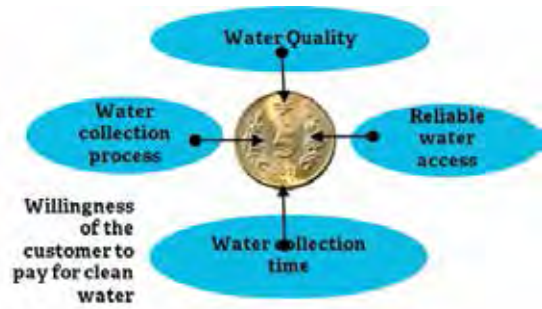 Water Quality
Water
collection
process
Reliable
water
access
Willingness
of the
customer to
pay for clean
water
Water collection
time